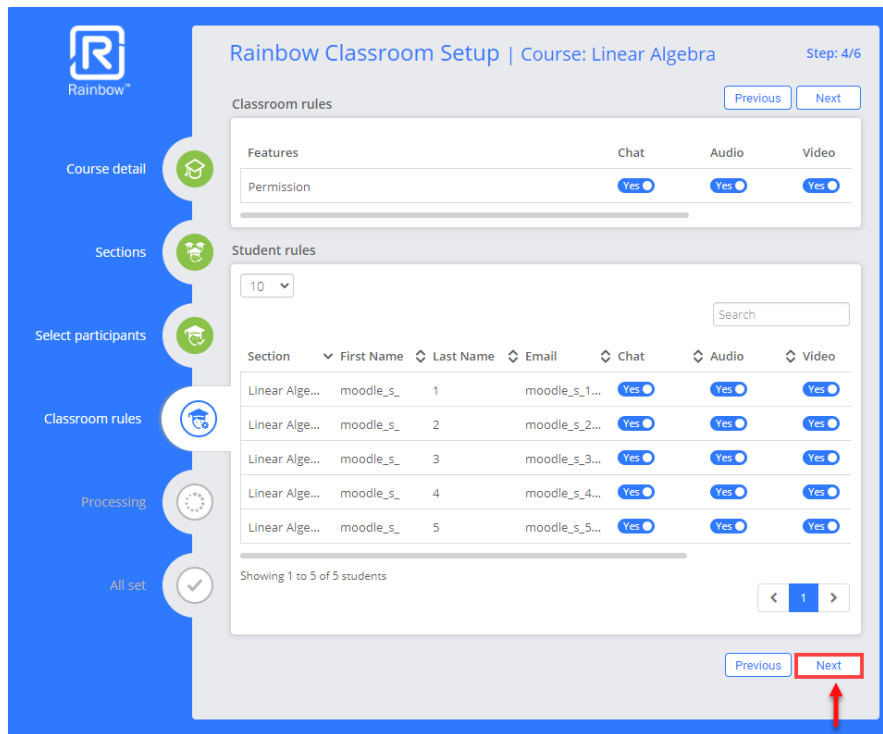 Rainbow™
Rainbow Classroom Setup | Course: Linear Algebra
Step: 4/6
Classroom rules
Previous
Next
Features Chat Audio Video
Permission Yes Yes Yes
Course detail
Sections
Select participants
Classroom rules
Processing
All set
Student rules
10
Search
Section First Name Last Name Email Chat Audio Video
Linear Alge... moodle_s_ 1 moodle_s_1... Yes Yes Yes
Linear Alge... moodle_s_ 2 moodle_s_2... Yes Yes Yes
Linear Alge... moodle_s_ 3 moodle_s_3... Yes Yes Yes
Linear Alge... moodle_s_ 4 moodle_s_4... Yes Yes Yes
Linear Alge... moodle_s_ 5 moodle_s_5... Yes Yes Yes
Showing 1 to 5 of 5 students
1
Previous
Next